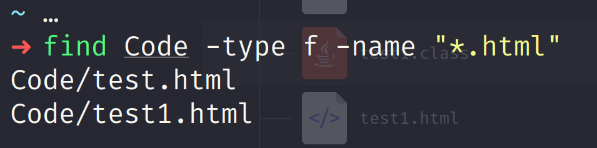 ~ …
➜ find Code -type f -name "*.html"
test1.class
Code/test.html
Code/test1.html
</> test1.html